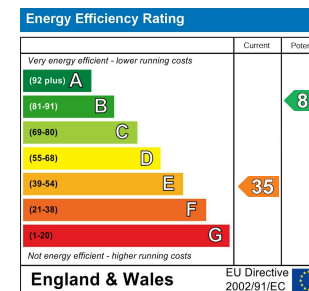 Energy Efficiency Rating
Current
Very energy efficient - lower running costs
(92 plus) A
(81-91) B
8
(69-80) C
(55-68) D
(39-54) E
35
(21-38) F
(1-20) G
Not energy efficient - higher running costs
England & Wales
EU Directive
2002/91/EC